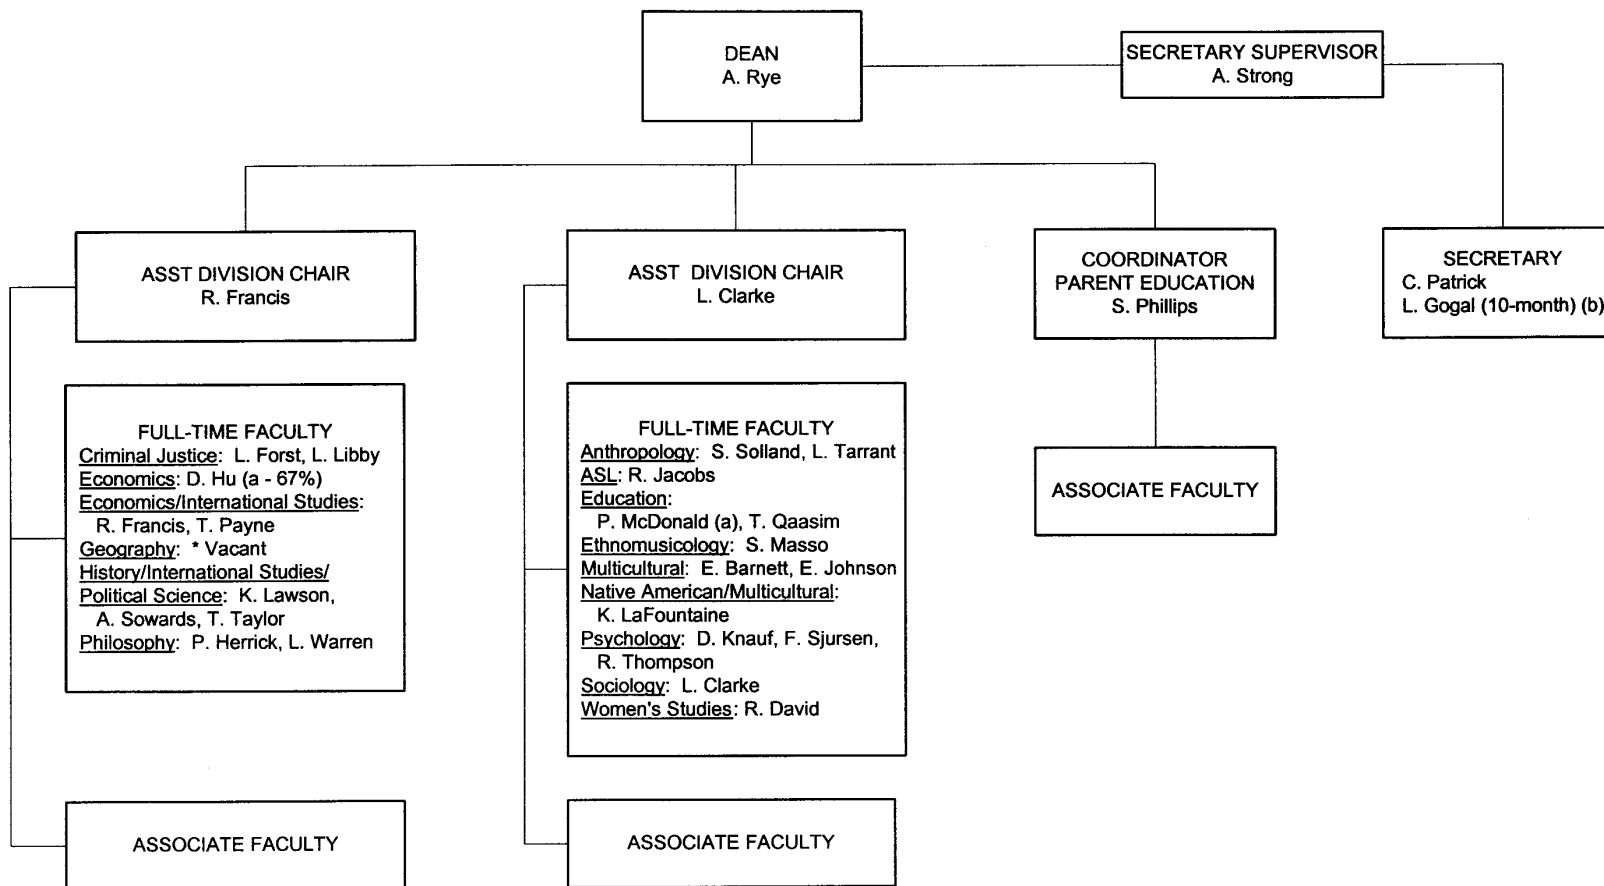 DEAN
A. Rye
SECRETARY SUPERVISOR
A. Strong
ASST DIVISION CHAIR
R. Francis
ASST DIVISION CHAIR
L. Clarke
COORDINATOR
PARENT EDUCATION
S. Phillips
SECRETARY
C. Patrick
L. Gogal (10-month) (b)
FULL-TIME FACULTY
Criminal Justice: L. Forst, L. Libby
Economics: D. Hu (a - 67%)
Economics/International Studies:
R. Francis, T. Payne
Geography: * Vacant
History/International Studies/
Political Science: K. Lawson,
A. Sowards, T. Taylor
Philosophy: P. Herrick, L. Warren
FULL-TIME FACULTY
Anthropology: S. Solland, L. Tarrant
ASL: R. Jacobs
Education:
P. McDonald (a), T. Qaasim
Ethnomusicology: S. Masso
Multicultural: E. Barnett, E. Johnson
Native American/Multicultural:
K. LaFountaine
Psychology: D. Knauf, F. Sjursen,
R. Thompson
Sociology: L. Clarke
Women's Studies: R. David
ASSOCIATE FACULTY
ASSOCIATE FACULTY
ASSOCIATE FACULTY